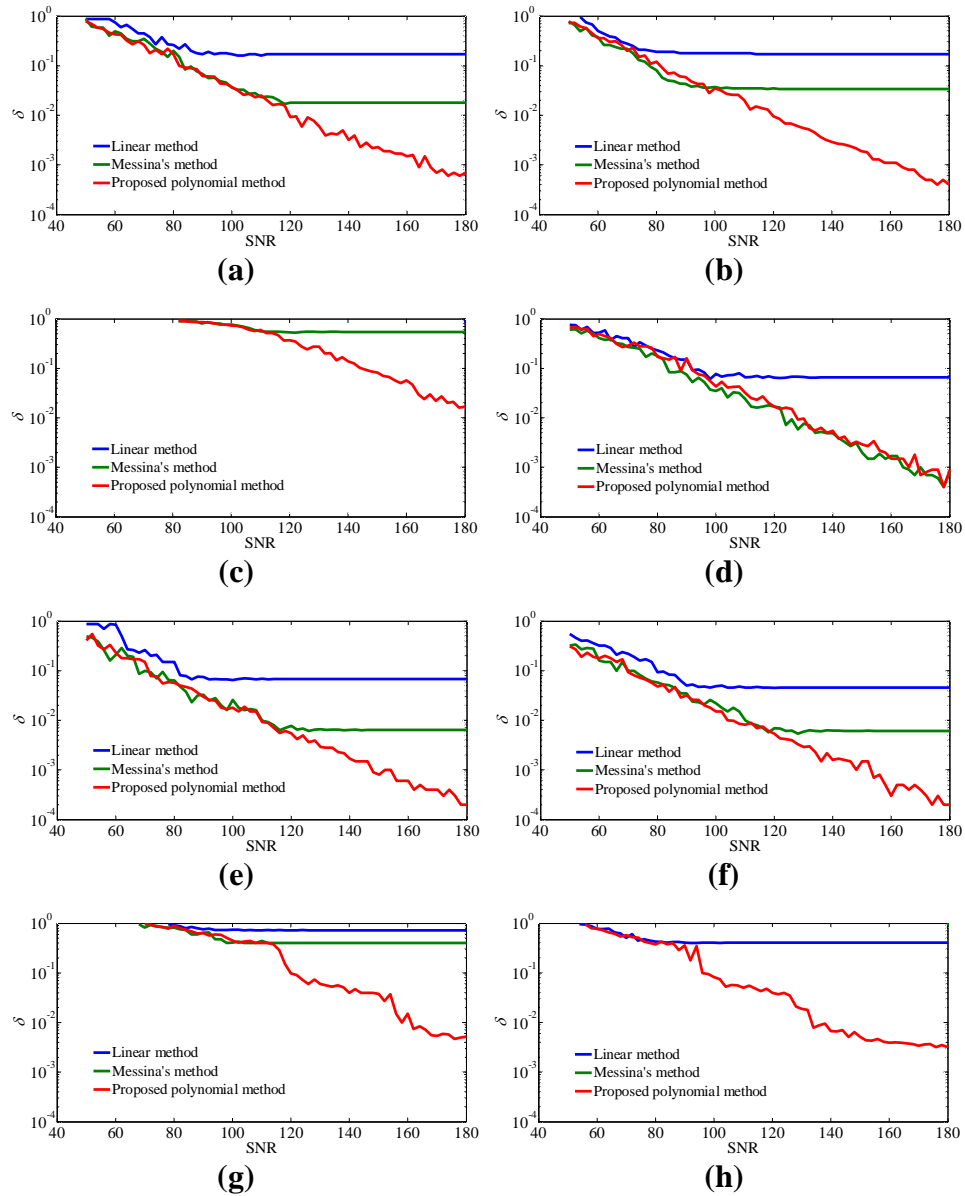 10^0
10^-1
10^-2
10^-3
10^-4
δ
Linear method
Messina's method
Proposed polynomial method
40 60 80 100 120 140 160 180
SNR
(a)
10^0
10^-1
10^-2
10^-3
10^-4
δ
Linear method
Messina's method
Proposed polynomial method
40 60 80 100 120 140 160 180
SNR
(b)
10^0
10^-1
10^-2
10^-3
10^-4
δ
Linear method
Messina's method
Proposed polynomial method
40 60 80 100 120 140 160 180
SNR
(c)
10^0
10^-1
10^-2
10^-3
10^-4
δ
Linear method
Messina's method
Proposed polynomial method
40 60 80 100 120 140 160 180
SNR
(d)
10^0
10^-1
10^-2
10^-3
10^-4
δ
Linear method
Messina's method
Proposed polynomial method
40 60 80 100 120 140 160 180
SNR
(e)
10^0
10^-1
10^-2
10^-3
10^-4
δ
Linear method
Messina's method
Proposed polynomial method
40 60 80 100 120 140 160 180
SNR
(f)
10^0
10^-1
10^-2
10^-3
10^-4
δ
Linear method
Messina's method
Proposed polynomial method
40 60 80 100 120 140 160 180
SNR
(g)
10^0
10^-1
10^-2
10^-3
10^-4
δ
Linear method
Messina's method
Proposed polynomial method
40 60 80 100 120 140 160 180
SNR
(h)